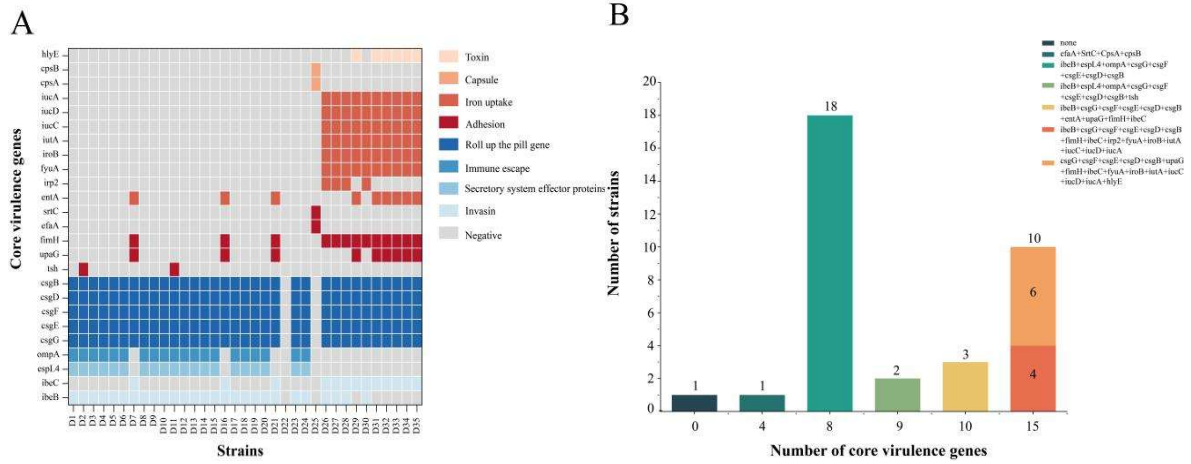 A
Core virulence genes
hlyE
cpsB
cpsA
iucA
iucD
iucC
iutA
iroB
fyuA
irp2
entA
srtC
efaA
fimH
upaG
tsh
csgB
csgD
csgF
csgE
csgG
ompA
espL4
ibeC
ibeB
D1
D2
D3
D4
D5
D6
D7
D8
D9
D10
D11
D12
D13
D14
D15
D16
D17
D18
D19
D20
D21
D22
D23
D24
D25
D26
D27
D28
D29
D30
D31
D32
D33
D34
D35
Strains
Toxin
Capsule
Iron uptake
Adhesion
Roll up the pill gene
Immune escape
Secretory system effector proteins
Invasin
Negative
B
Number of strains
20
18
16
14
12
10
8
6
4
2
0
1
1
18
2
3
10
6
4
0
4
8
9
10
15
Number of core virulence genes
none
efaA+SrtC+CpsA+cpsB
ibeB+espL4+ompA+csgG+csgF
+csgE+csgD+csgB
ibeB+espL4+ompA+csgG+csgF
+csgE+csgD+csgB+tsh
ibeB+csgG+csgF+csgE+csgD+csgB
+entA+upaG+fimH+ibeC
ibeB+csgG+csgF+csgE+csgD+csgB
+fimH+ibeC+irp2+fyuA+iroB+iutA
+iucC+iucD+iucA
csgG+csgF+csgE+csgD+csgB+upaG
+fimH+ibeC+fyuA+iroB+iutA+iucC
+iucD+iucA+hlyE